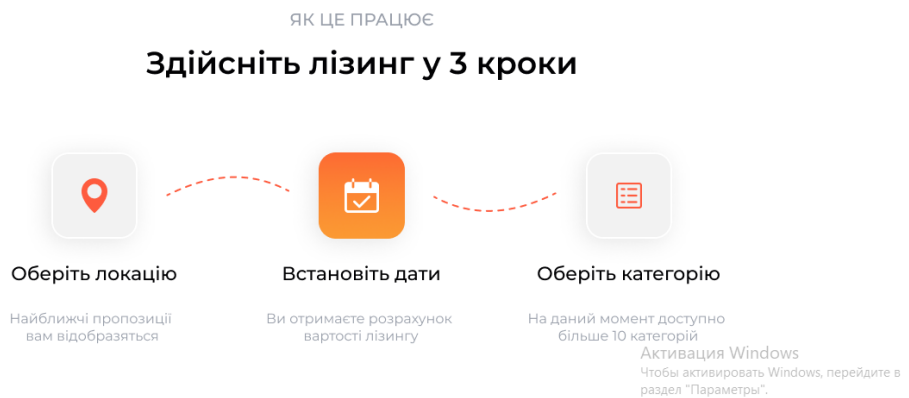 ЯК ЦЕ ПРАЦЮЄ
Здійсніть лізинг у 3 кроки
Оберіть локацію
Найближчі пропозиції
вам відобразяться
Встановіть дати
Ви отримаєте розрахунок
вартості лізингу
Оберіть категорію
На даний момент доступно
більше 10 категорій
Активация Windows
Чтобы активировать Windows, перейдите в
раздел "Параметры".